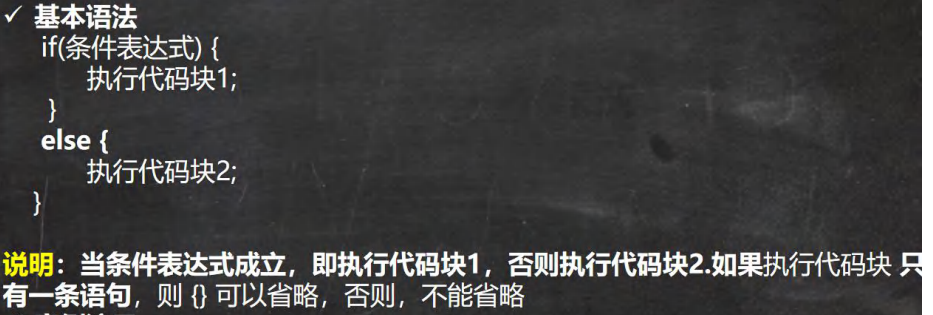 ✓ 基本语法
if(条件表达式) {
执行代码块1;
}
else {
执行代码块2;
}
说明：当条件表达式成立，即执行代码块1，否则执行代码块2.如果执行代码块 只
有一条语句，则 {} 可以省略，否则，不能省略